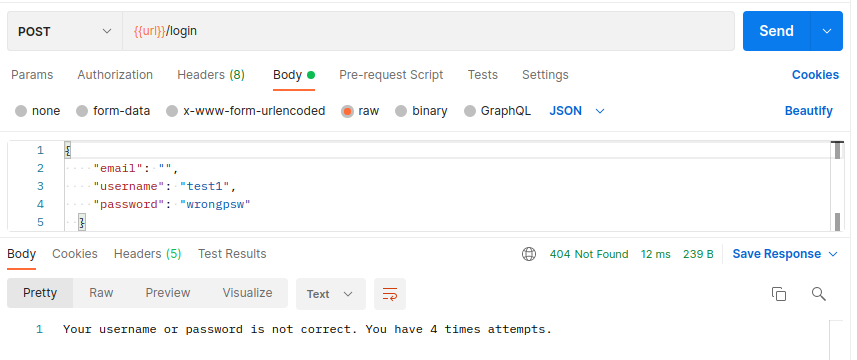 POST {{url}}/login Send
Params Authorization Headers (8) Body Pre-request Script Tests Settings Cookies
none form-data x-www-form-urlencoded raw binary GraphQL JSON Beautify
1 {
2 "email": "",
3 "username": "test1",
4 "password": "wrongpsw"
5 }
Body Cookies Headers (5) Test Results 404 Not Found 12 ms 239 B Save Response
Pretty Raw Preview Visualize Text
1 Your username or password is not correct. You have 4 times attempts.